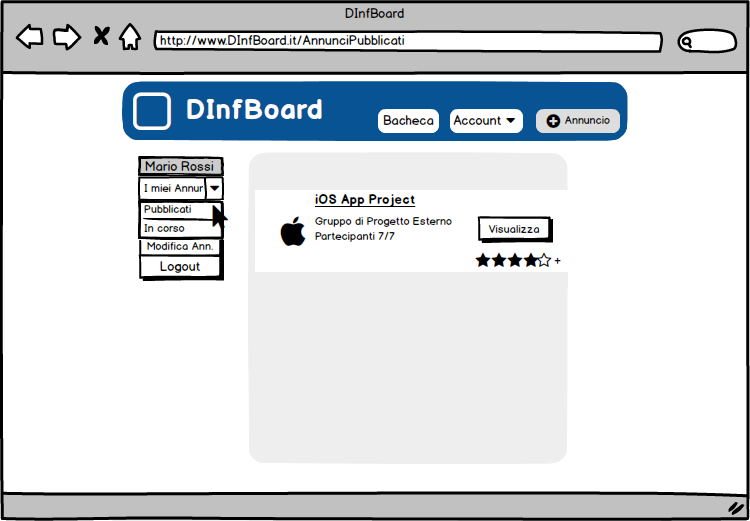 DInfBoard
http://www.DInfBoard.it/AnnunciPubblicati
DInfBoard
Bacheca
Account
Annuncio
Mario Rossi
I miei Annur
Pubblicati
In corso
Modifica Ann.
Logout
iOS App Project
Gruppo di Progetto Esterno
Partecipanti 7/7
Visualizza
+